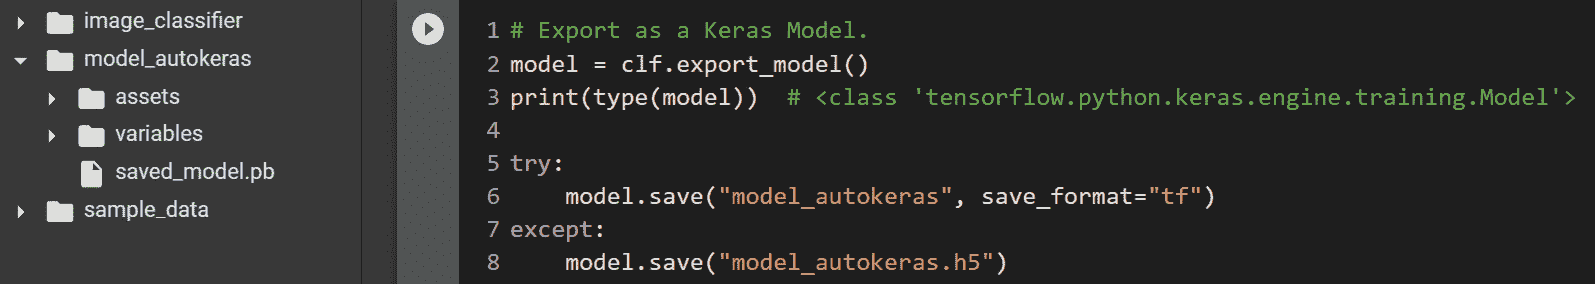 image_classifier
model_autokeras
assets
variables
saved_model.pb
sample_data
1 # Export as a Keras Model.
2 model = clf.export_model()
3 print(type(model))  # <class 'tensorflow.python.keras.engine.training.Model'>
4
5 try:
6     model.save("model_autokeras", save_format="tf")
7 except:
8     model.save("model_autokeras.h5")